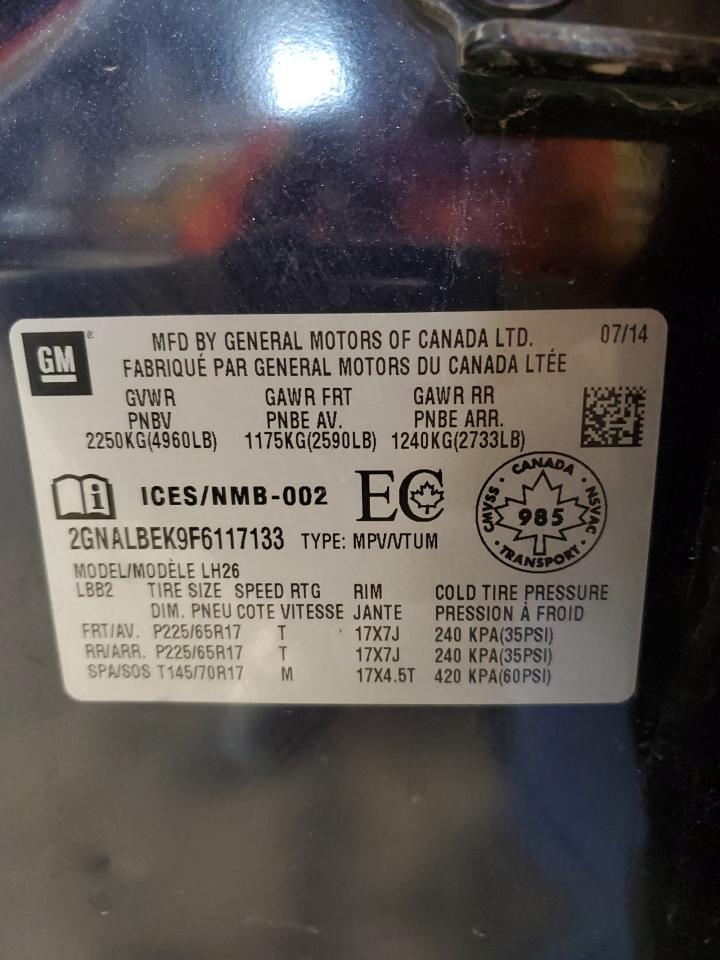 GM
®
MFD BY GENERAL MOTORS OF CANADA LTD. 07/14
FABRIQUÉ PAR GENERAL MOTORS DU CANADA LTÉE
GVWR GAWR FRT GAWR RR
PNBV PNBE AV. PNBE ARR.
2250KG(4960LB) 1175KG(2590LB) 1240KG(2733LB)
i ICES/NMB-002 EC
CANADA
CMVSS 985 NSVAC
TRANSPORT
2GNALBEK9F6117133 TYPE: MPV/VTUM
MODEL/MODÈLE LH26
LBB2 TIRE SIZE SPEED RTG RIM COLD TIRE PRESSURE
DIM. PNEU COTE VITESSE JANTE PRESSION À FROID
FRT/AV. P225/65R17 T 17X7J 240 KPA(35PSI)
RR/ARR. P225/65R17 T 17X7J 240 KPA(35PSI)
SPA/SOS T145/70R17 M 17X4.5T 420 KPA(60PSI)